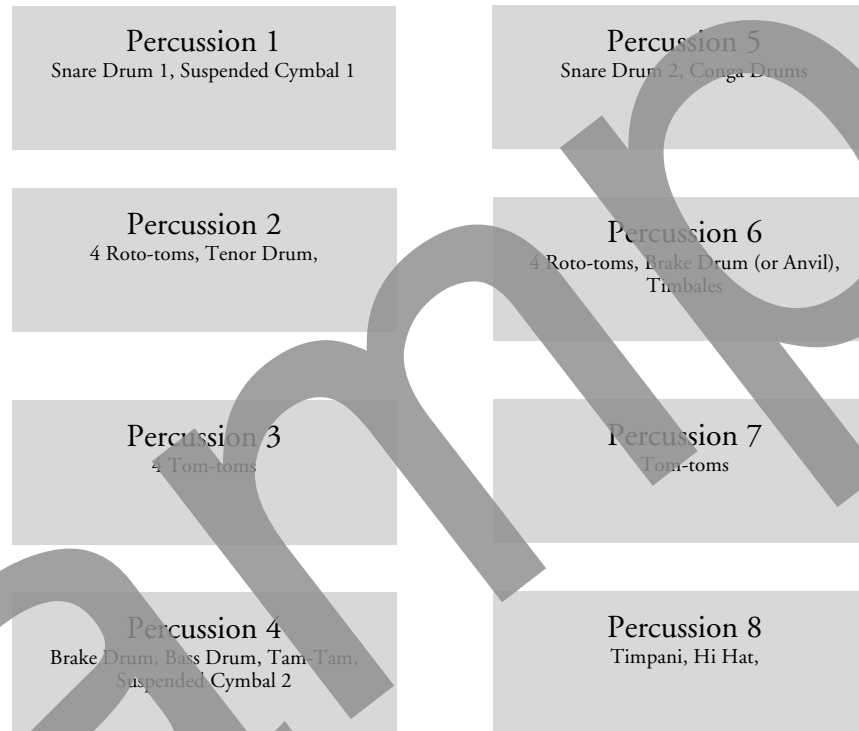 Percussion 1
Snare Drum 1, Suspended Cymbal 1
Percussion 2
4 Roto-toms, Tenor Drum,
Percussion 3
4 Tom-toms
Percussion 4
Brake Drum, Bass Drum, Tam-Tam,
Suspended Cymbal 2
Percussion 5
Snare Drum 2, Conga Drums
Percussion 6
4 Roto-toms, Brake Drum (or Anvil),
Timbales
Percussion 7
Tom-toms
Percussion 8
Timpani, Hi Hat,